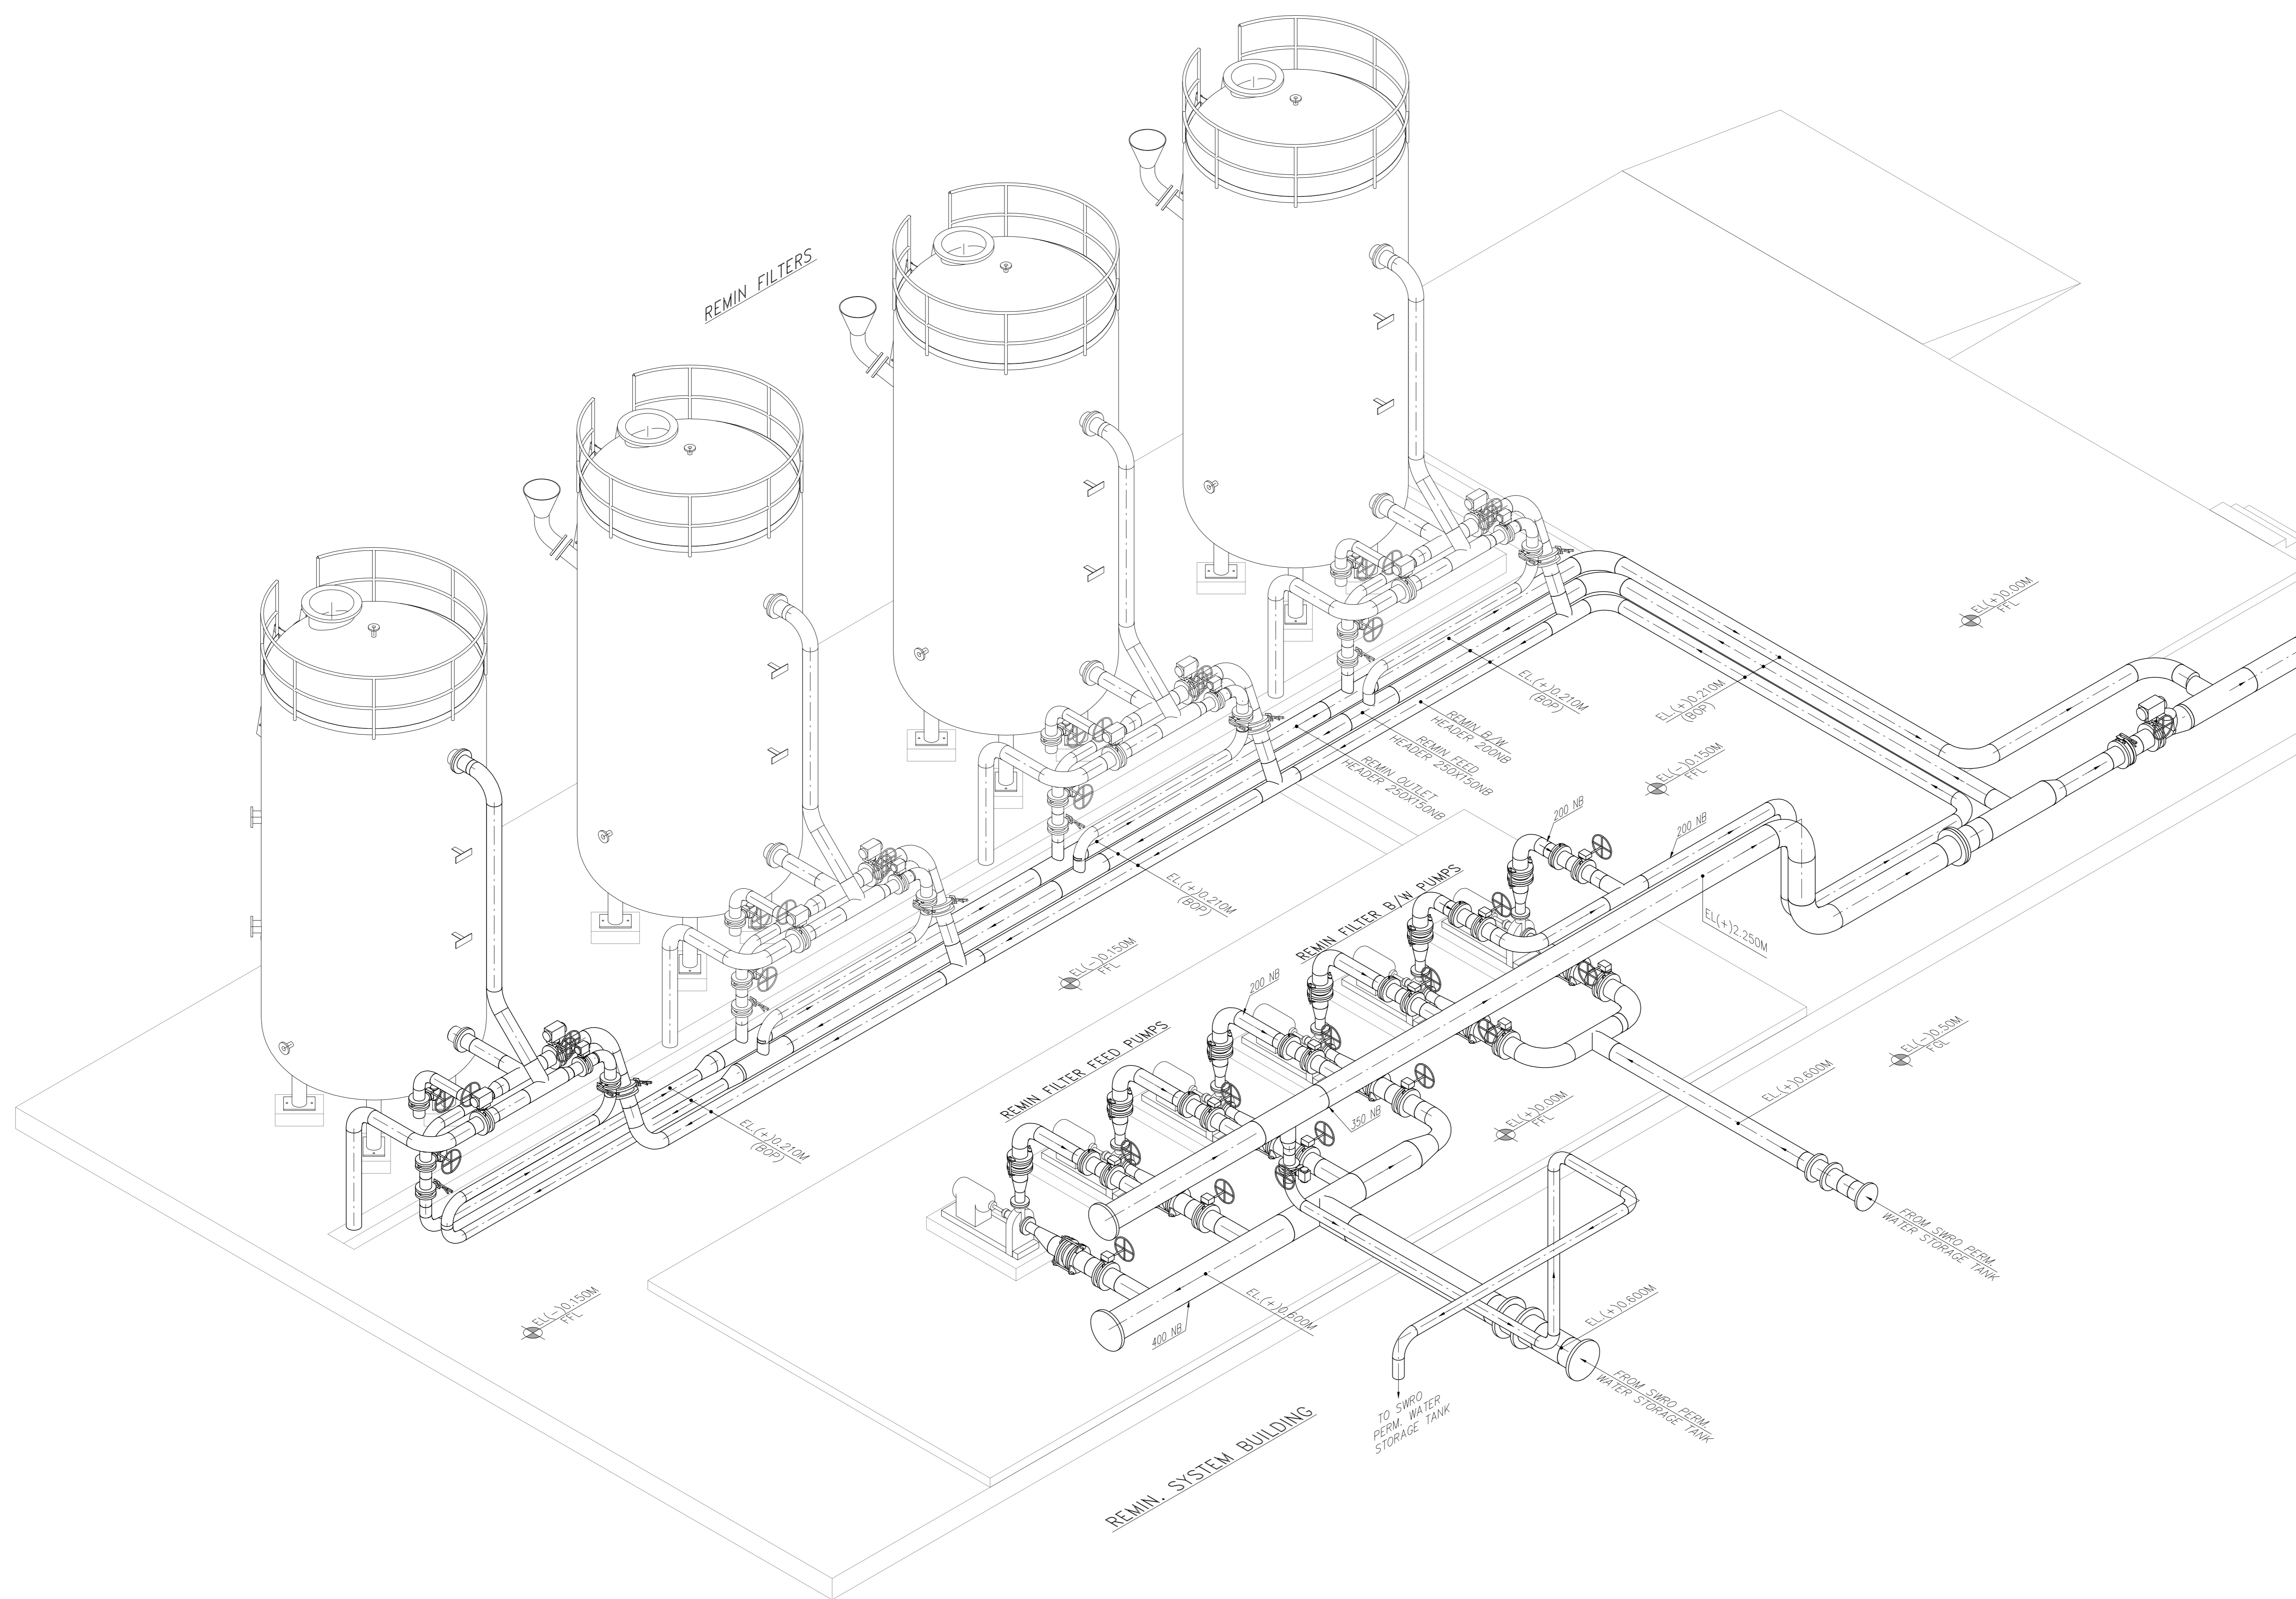 REMIN FILTERS
EL(+)0.00M
FFL
EL.(+)0.210M
(BOP)
EL(+)0.210M
(BOP)
REMIN B/W
HEADER 200NB
REMIN FEED
HEADER 250X150NB
REMIN OUTLET
HEADER 250X150NB
EL(-)0.150M
FFL
200 NB
200 NB
EL.(+)0.210M
(BOP)
REMIN FILTER B/W PUMPS
EL(+)2.250M
EL(-)0.150M
FFL
200 NB
REMIN FILTER FEED PUMPS
EL(-)0.50M
FGL
EL.(+)0.600M
350 NB
EL(+)0.00M
FFL
EL.(+)0.210M
(BOP)
FROM SWRO PERM.
WATER STORAGE TANK
EL(-)0.150M
FFL
EL.(+)0.600M
400 NB
EL.(+)0.600M
FROM SWRO PERM.
WATER STORAGE TANK
TO SWRO
PERM. WATER
STORAGE TANK
REMIN. SYSTEM BUILDING